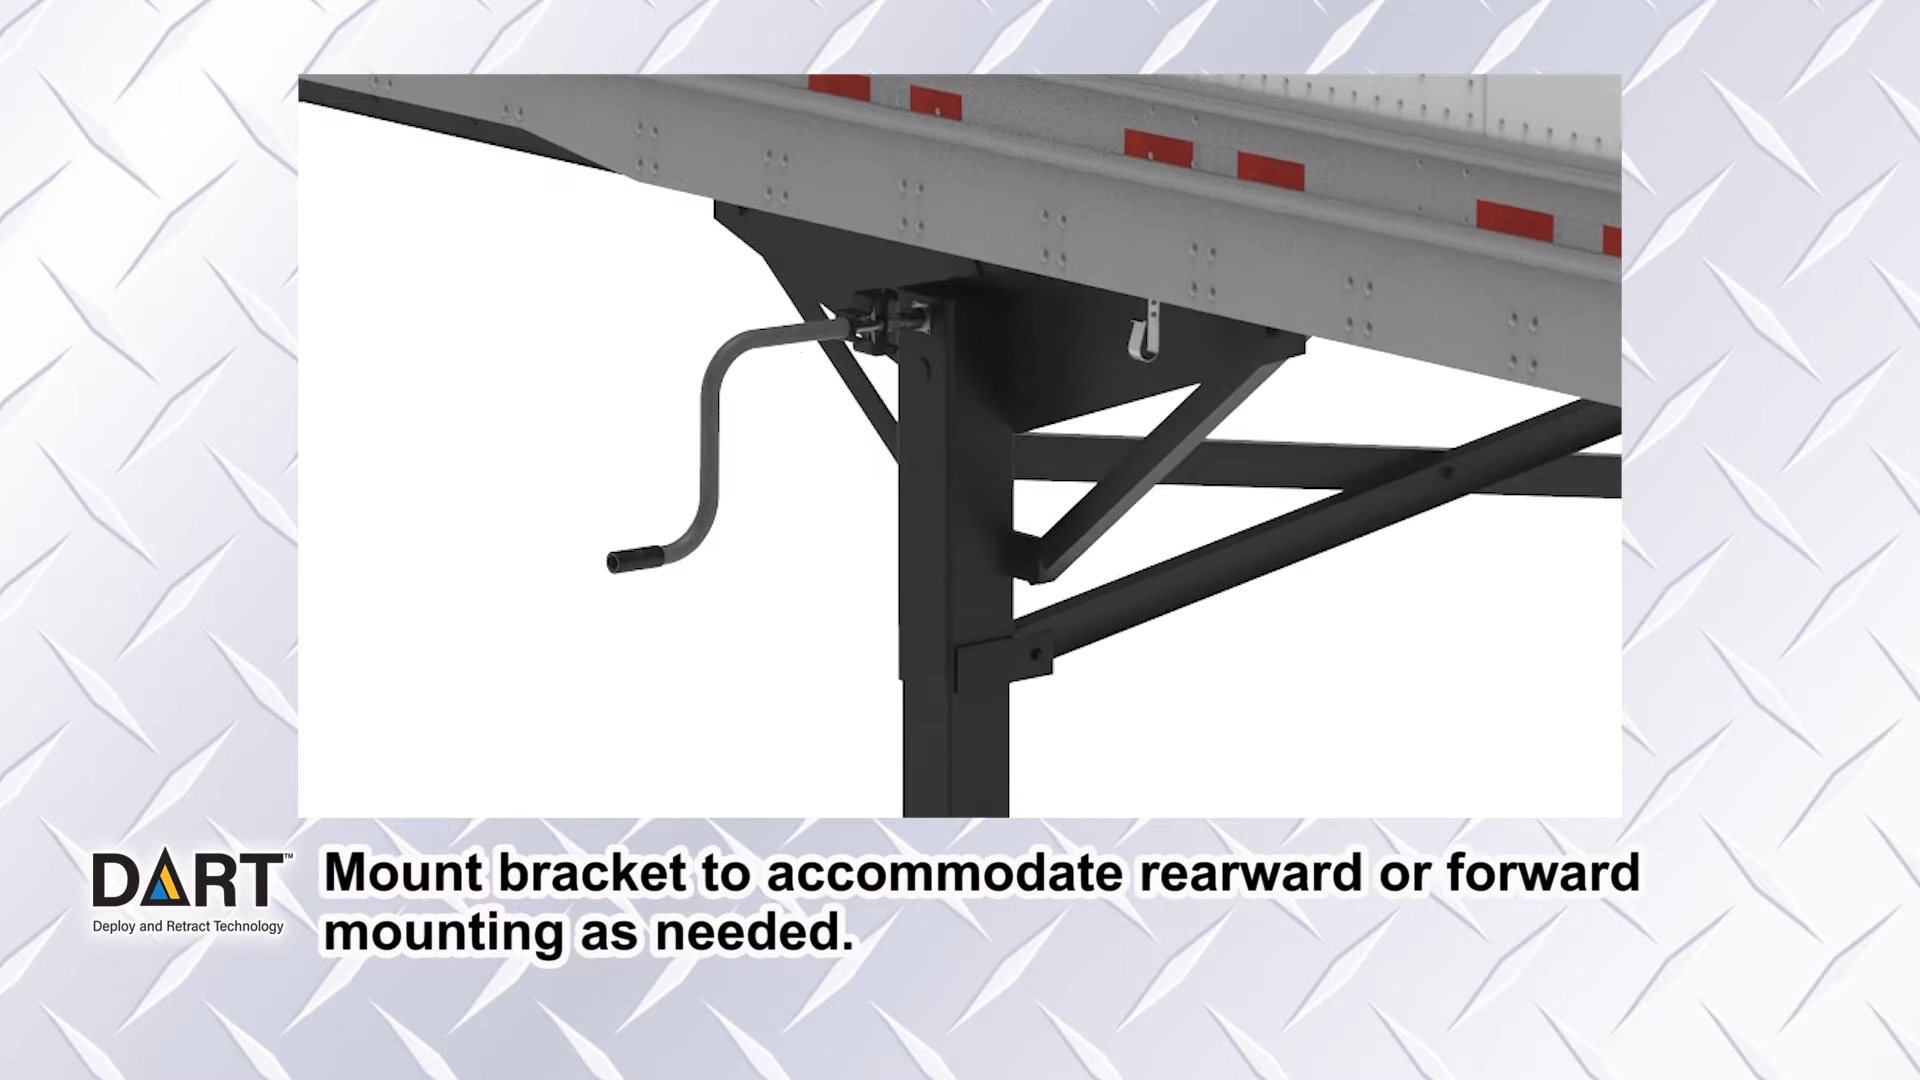 DART™
Deploy and Retract Technology
Mount bracket to accommodate rearward or forward
mounting as needed.